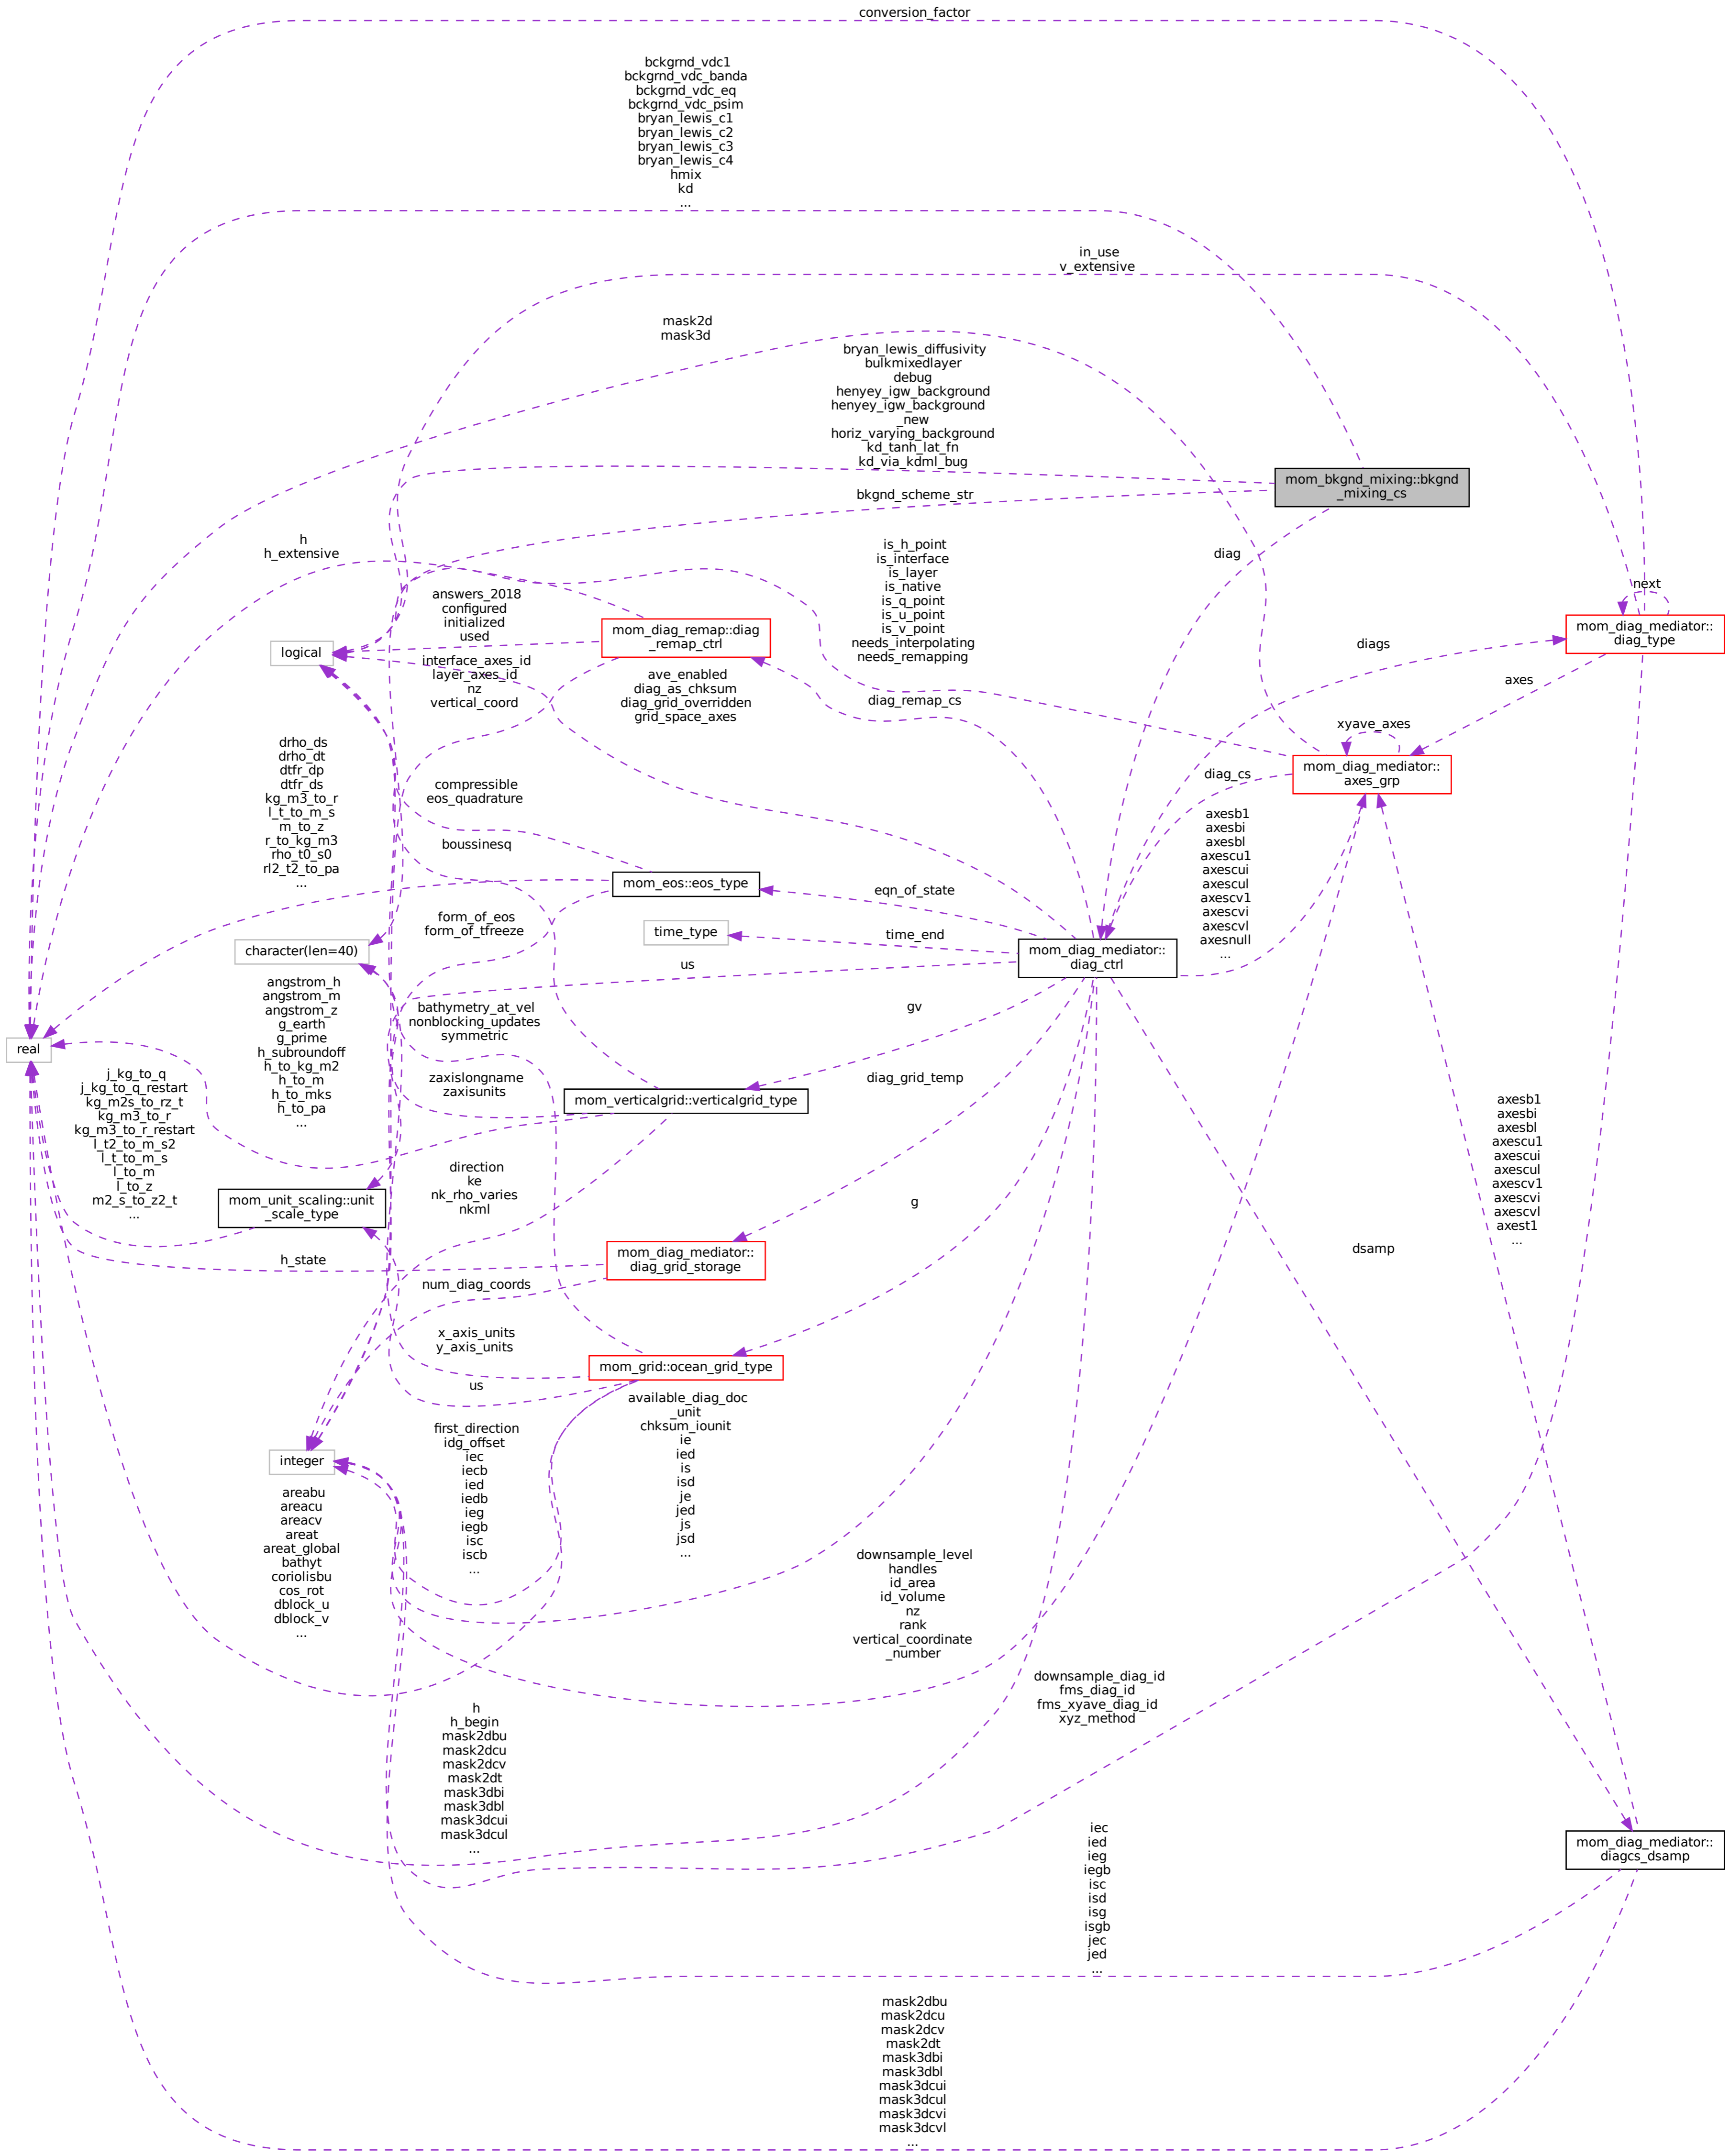 conversion_factor
bckgrnd_vdc1
bckgrnd_vdc_banda
bckgrnd_vdc_eq
bckgrnd_vdc_psim
bryan_lewis_c1
bryan_lewis_c2
bryan_lewis_c3
bryan_lewis_c4
hmix
kd
...
in_use
v_extensive
mask2d
mask3d
bryan_lewis_diffusivity
bulkmixedlayer
debug
henyey_igw_background
henyey_igw_background
_new
horiz_varying_background
kd_tanh_lat_fn
kd_via_kdml_bug
mom_bkgnd_mixing::bkgnd
_mixing_cs
bkgnd_scheme_str
h
h_extensive
is_h_point
is_interface
is_layer
is_native
is_q_point
is_u_point
is_v_point
needs_interpolating
needs_remapping
diag
next
answers_2018
configured
initialized
used
mom_diag_remap::diag
_remap_ctrl
mom_diag_mediator::
diag_type
logical
diags
interface_axes_id
layer_axes_id
nz
vertical_coord
ave_enabled
diag_as_chksum
diag_grid_overridden
grid_space_axes
diag_remap_cs
axes
xyave_axes
drho_ds
drho_dt
dtfr_dp
dtfr_ds
kg_m3_to_r
l_t_to_m_s
m_to_z
r_to_kg_m3
rho_t0_s0
rl2_t2_to_pa
...
compressible
eos_quadrature
diag_cs
mom_diag_mediator::
axes_grp
boussinesq
axesb1
axesbi
axesbl
axescu1
axescui
axescul
axescv1
axescvi
axescvl
axesnull
...
mom_eos::eos_type
eqn_of_state
form_of_eos
form_of_tfreeze
time_type
time_end
character(len=40)
mom_diag_mediator::
diag_ctrl
us
angstrom_h
angstrom_m
angstrom_z
g_earth
g_prime
h_subroundoff
h_to_kg_m2
h_to_m
h_to_mks
h_to_pa
...
bathymetry_at_vel
nonblocking_updates
symmetric
gv
real
j_kg_to_q
j_kg_to_q_restart
kg_m2s_to_rz_t
kg_m3_to_r
kg_m3_to_r_restart
l_t2_to_m_s2
l_t_to_m_s
l_to_m
l_to_z
m2_s_to_z2_t
...
zaxislongname
zaxisunits
mom_verticalgrid::verticalgrid_type
diag_grid_temp
axesb1
axesbi
axesbl
axescu1
axescui
axescul
axescv1
axescvi
axescvl
axest1
...
direction
ke
nk_rho_varies
nkml
mom_unit_scaling::unit
_scale_type
g
h_state
mom_diag_mediator::
diag_grid_storage
dsamp
num_diag_coords
x_axis_units
y_axis_units
mom_grid::ocean_grid_type
us
available_diag_doc
_unit
chksum_iounit
ie
ied
is
isd
je
jed
js
jsd
...
first_direction
idg_offset
iec
iecb
ied
iedb
ieg
iegb
isc
iscb
...
integer
areabu
areacu
areacv
areat
areat_global
bathyt
coriolisbu
cos_rot
dblock_u
dblock_v
...
downsample_level
handles
id_area
id_volume
nz
rank
vertical_coordinate
_number
downsample_diag_id
fms_diag_id
fms_xyave_diag_id
xyz_method
h
h_begin
mask2dbu
mask2dcu
mask2dcv
mask2dt
mask3dbi
mask3dbl
mask3dcui
mask3dcul
...
iec
ied
ieg
iegb
isc
isd
isg
isgb
jec
jed
...
mom_diag_mediator::
diagcs_dsamp
mask2dbu
mask2dcu
mask2dcv
mask2dt
mask3dbi
mask3dbl
mask3dcui
mask3dcul
mask3dcvi
mask3dcvl
...